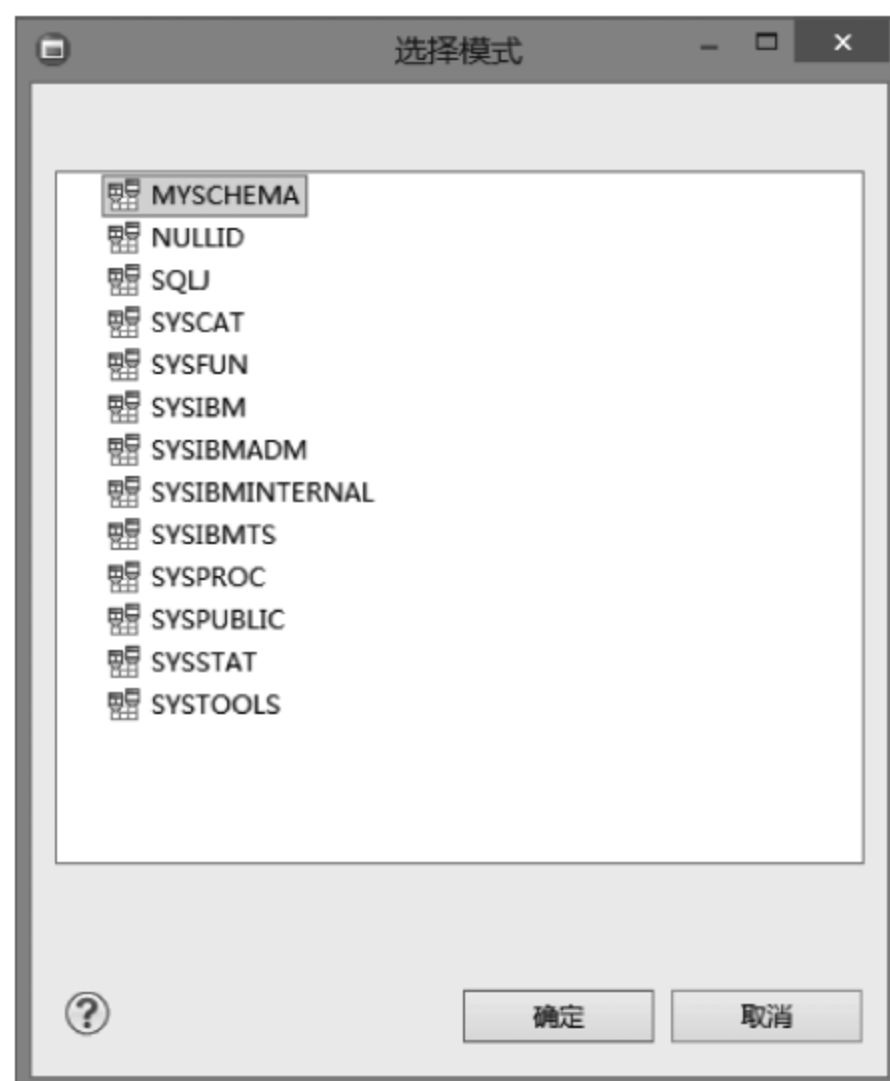 选择模式
MYSCHEMA
NULLID
SQLJ
SYSCAT
SYSFUN
SYSIBM
SYSIBMADM
SYSIBMINTERNAL
SYSIBMTS
SYSPROC
SYSPUBLIC
SYSSTAT
SYSTOOLS
确定 取消